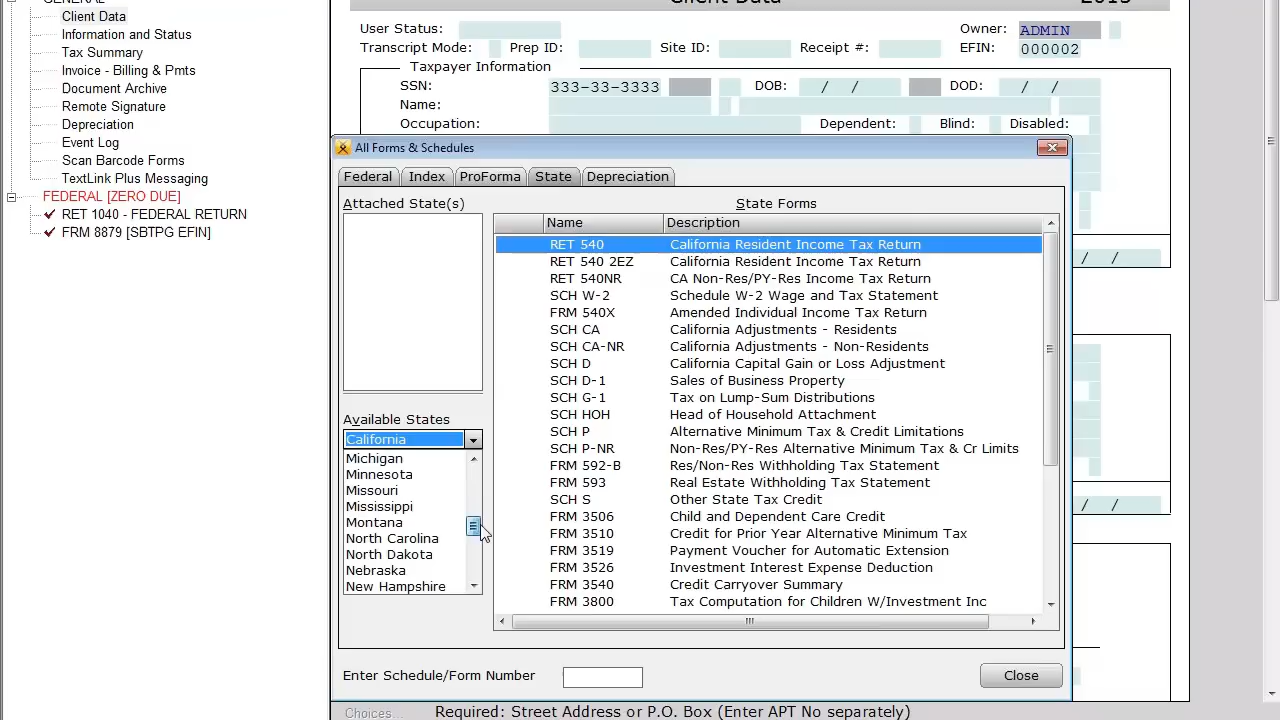 GENERAL
Client Data
Information and Status
Tax Summary
Invoice - Billing & Pmts
Document Archive
Remote Signature
Depreciation
Event Log
Scan Barcode Forms
TextLink Plus Messaging
FEDERAL [ZERO DUE]
RET 1040 - FEDERAL RETURN
FRM 8879 [SBTPG EFIN]
Client Data 2015
User Status: Owner: ADMIN
Transcript Mode: Prep ID: Site ID: Receipt #: EFIN: 000002
Taxpayer Information
SSN: 333-33-3333 DOB: / / DOD: / /
Name:
Occupation: Dependent: Blind: Disabled:
All Forms & Schedules
Federal Index ProForma State Depreciation
Attached State(s) State Forms
Name Description
RET 540 California Resident Income Tax Return
RET 540 2EZ California Resident Income Tax Return
RET 540NR CA Non-Res/PY-Res Income Tax Return
SCH W-2 Schedule W-2 Wage and Tax Statement
FRM 540X Amended Individual Income Tax Return
SCH CA California Adjustments - Residents
SCH CA-NR California Adjustments - Non-Residents
SCH D California Capital Gain or Loss Adjustment
SCH D-1 Sales of Business Property
SCH G-1 Tax on Lump-Sum Distributions
SCH HOH Head of Household Attachment
SCH P Alternative Minimum Tax & Credit Limitations
SCH P-NR Non-Res/PY-Res Alternative Minimum Tax & Cr Limits
FRM 592-B Res/Non-Res Withholding Tax Statement
FRM 593 Real Estate Withholding Tax Statement
SCH S Other State Tax Credit
FRM 3506 Child and Dependent Care Credit
FRM 3510 Credit for Prior Year Alternative Minimum Tax
FRM 3519 Payment Voucher for Automatic Extension
FRM 3526 Investment Interest Expense Deduction
FRM 3540 Credit Carryover Summary
FRM 3800 Tax Computation for Children W/Investment Inc
Available States
California
Michigan
Minnesota
Missouri
Mississippi
Montana
North Carolina
North Dakota
Nebraska
New Hampshire
/ /
/ /
Enter Schedule/Form Number Close
Choices... Required: Street Address or P.O. Box (Enter APT No separately)